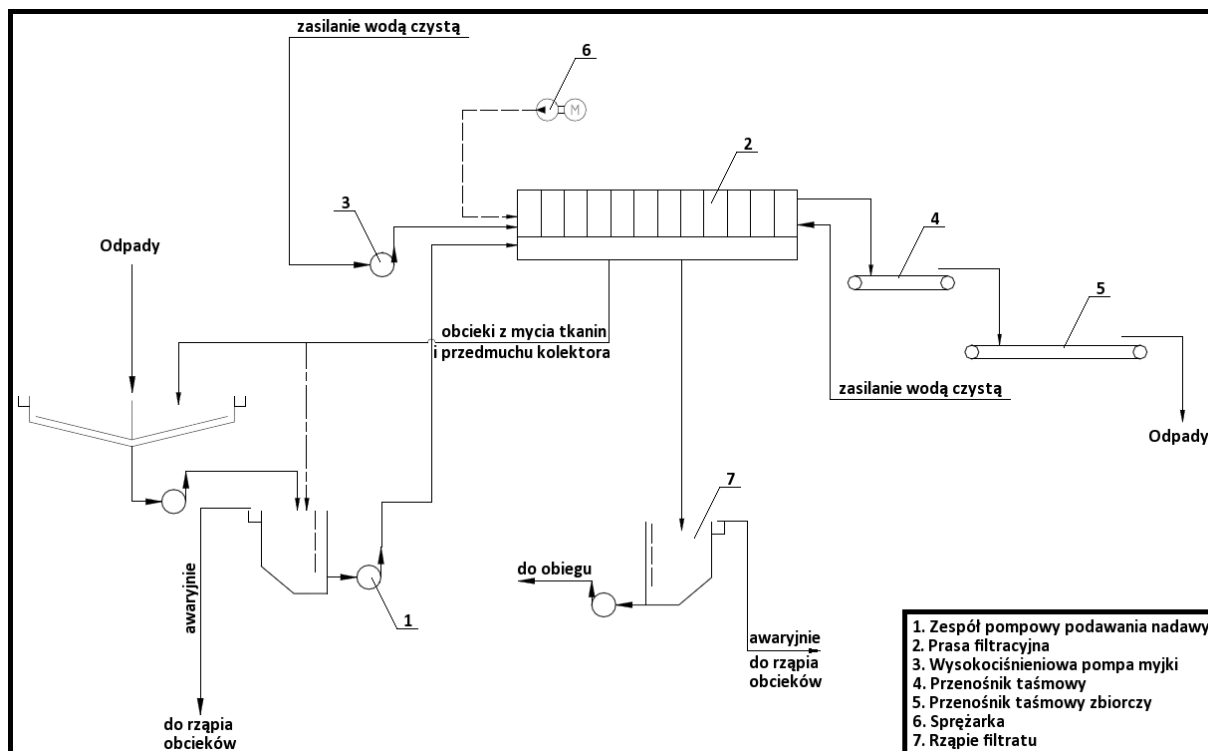 zasilanie wodą czystą
6
M
2
3
Odpady
4
5
obcieki z mycia tkanin
i przedmuchu kolektora
zasilanie wodą czystą
Odpady
7
do obiegu
awaryjnie
1
awaryjnie
do rząpia
obcieków
do rząpia
obcieków
1. Zespół pompowy podawania nadawy
2. Prasa filtracyjna
3. Wysokociśnieniowa pompa myjki
4. Przenośnik taśmowy
5. Przenośnik taśmowy zbiorczy
6. Sprężarka
7. Rząpie filtratu